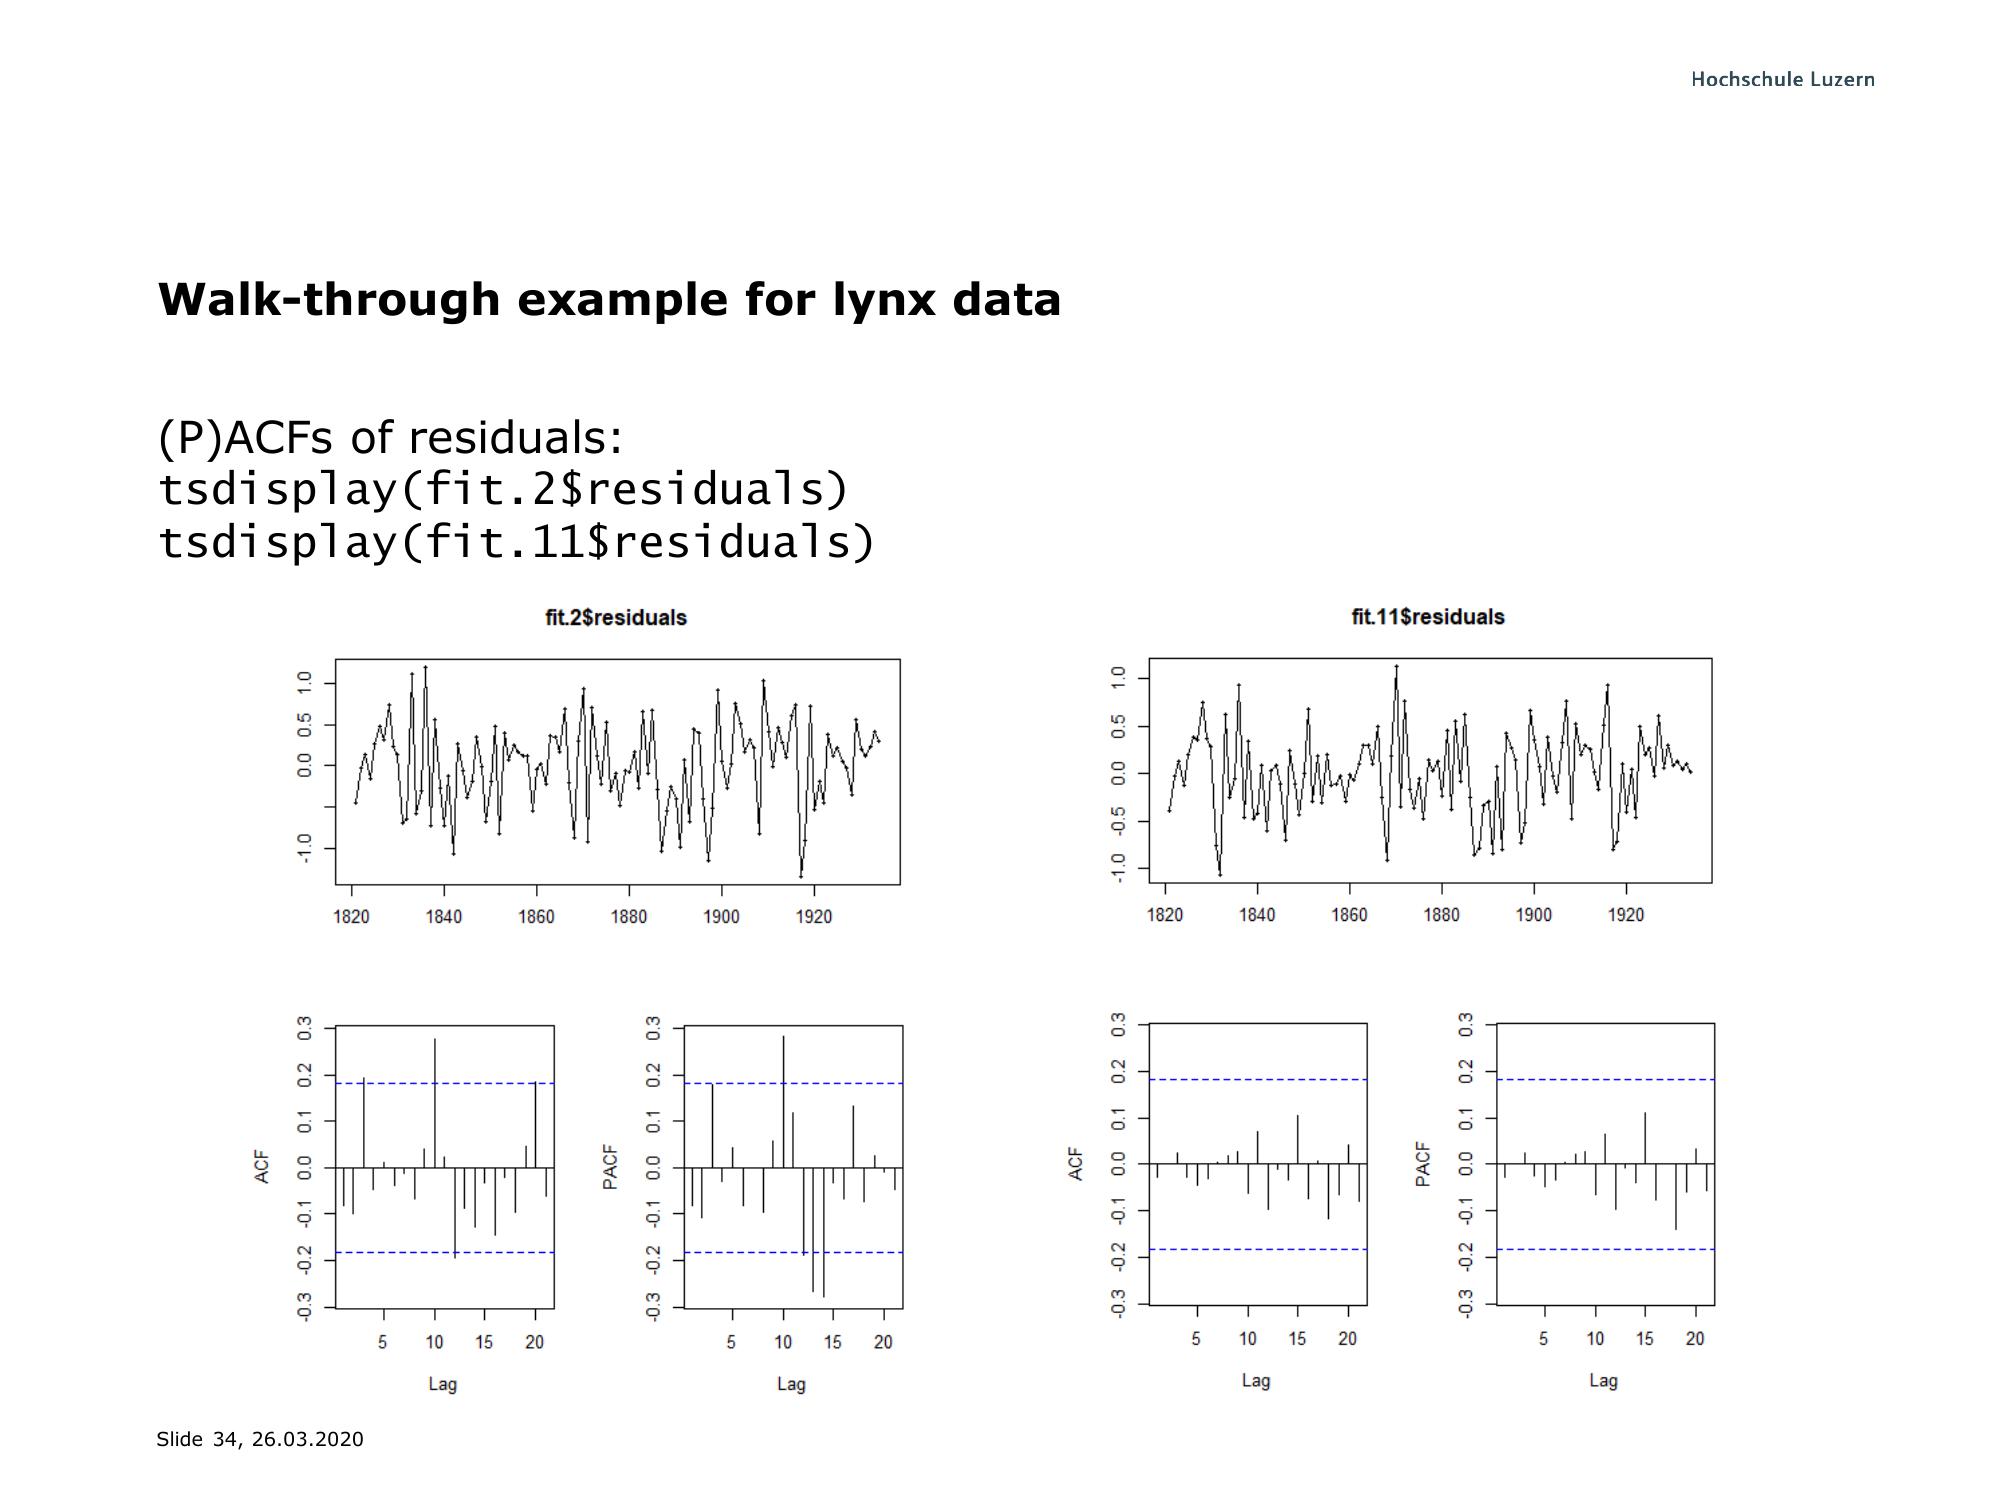 Hochschule Luzern
Walk-through example for lynx data
(P)ACFs of residuals:
tsdisplay(fit.2$residuals)
tsdisplay(fit.11$residuals)
fit.2$residuals
1.0
0.5
0.0
-1.0
1820 1840 1860 1880 1900 1920
ACF
0.3
0.2
0.1
0.0
-0.1
-0.2
-0.3
5 10 15 20
Lag
PACF
0.3
0.2
0.1
0.0
-0.1
-0.2
-0.3
5 10 15 20
Lag
fit.11$residuals
1.0
0.5
0.0
-0.5
-1.0
1820 1840 1860 1880 1900 1920
ACF
0.3
0.2
0.1
0.0
-0.1
-0.2
-0.3
5 10 15 20
Lag
PACF
0.3
0.2
0.1
0.0
-0.1
-0.2
-0.3
5 10 15 20
Lag
Slide 34, 26.03.2020